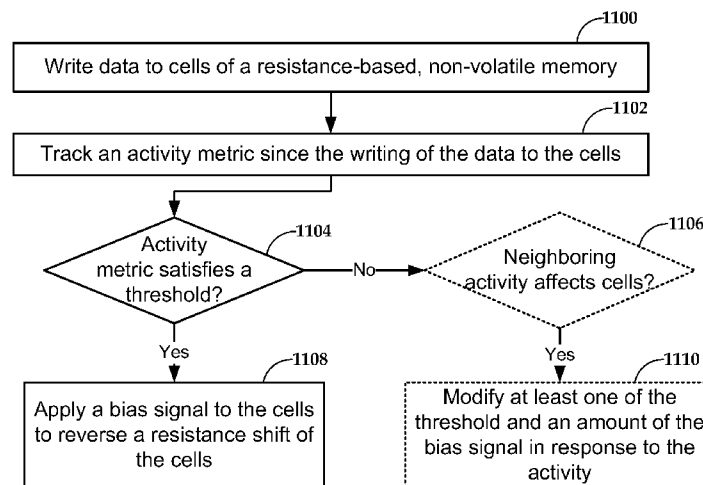 1100
Write data to cells of a resistance-based, non-volatile memory
1102
Track an activity metric since the writing of the data to the cells
1104
Activity
metric satisfies a
threshold?
No
1106
Neighboring
activity affects cells?
Yes
1108
Apply a bias signal to the cells
to reverse a resistance shift of
the cells
Yes
1110
Modify at least one of the
threshold and an amount of the
bias signal in response to the
activity